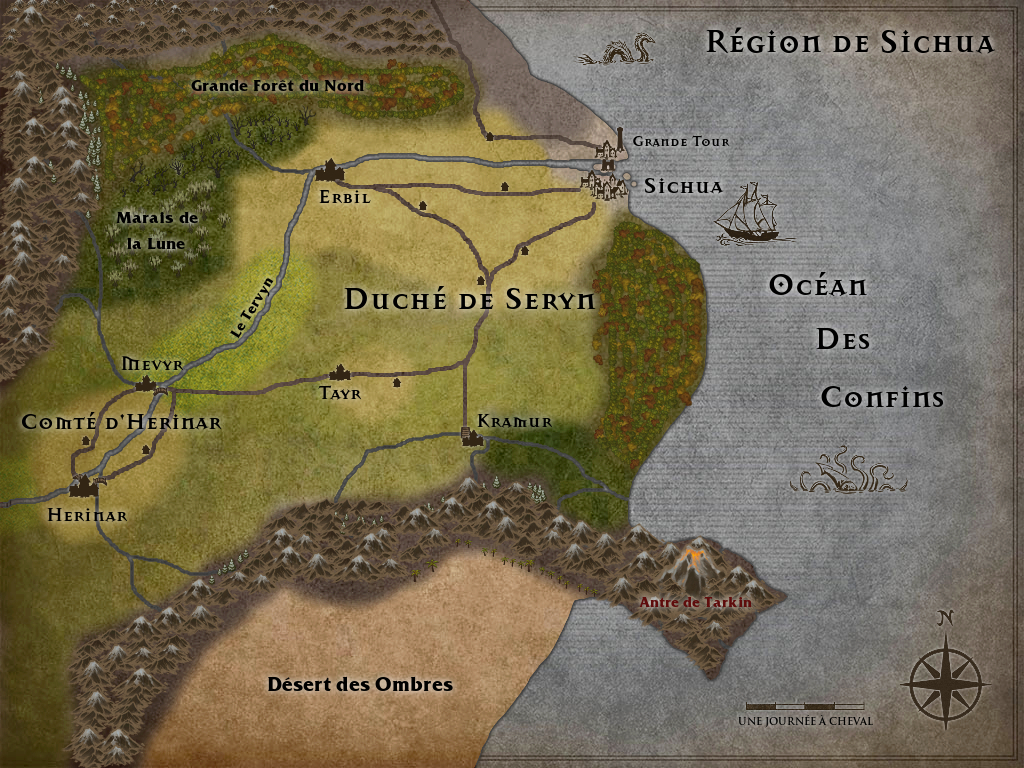 Région de Sichua
Grande Forêt du Nord
Grande Tour
Sichua
Erbil
Marais de
la Lune
Océan
Des
Confins
Duché de Seryn
Le Tervyn
Mevyr
Tayr
Comté d'Herinar
Kramur
Herinar
Antre de Tarkin
N
Désert des Ombres
UNE JOURNÉE À CHEVAL